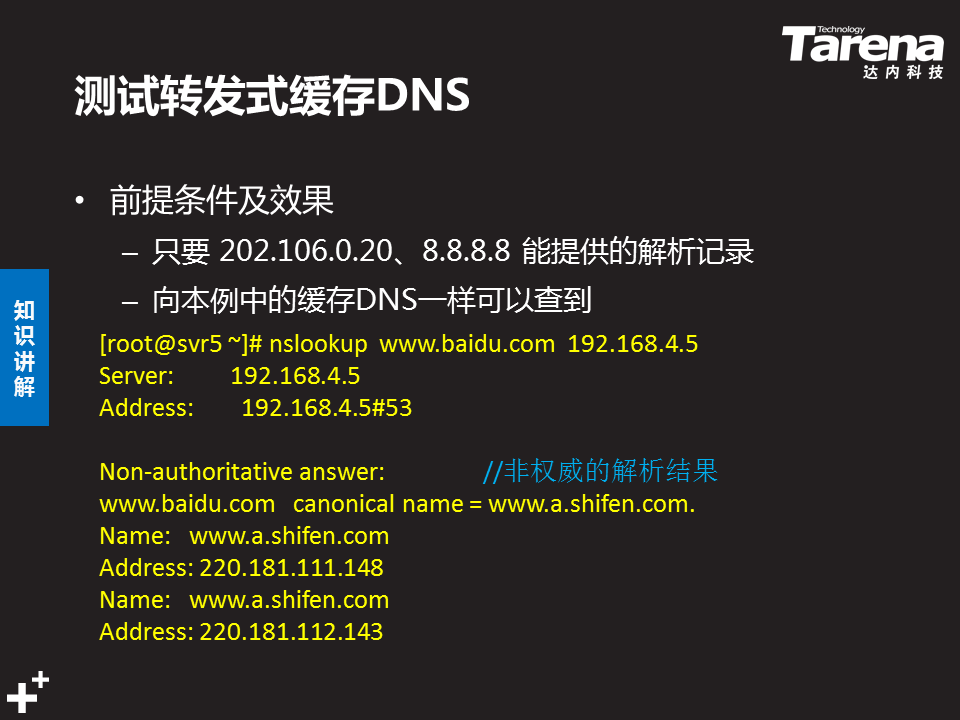 Technology
Tarena
达内科技
测试转发式缓存DNS
• 前提条件及效果
– 只要 202.106.0.20、8.8.8.8 能提供的解析记录
– 向本例中的缓存DNS一样可以查到
知识讲解
[root@svr5 ~]# nslookup www.baidu.com 192.168.4.5
Server: 192.168.4.5
Address: 192.168.4.5#53
Non-authoritative answer: //非权威的解析结果
www.baidu.com canonical name = www.a.shifen.com.
Name: www.a.shifen.com
Address: 220.181.111.148
Name: www.a.shifen.com
Address: 220.181.112.143